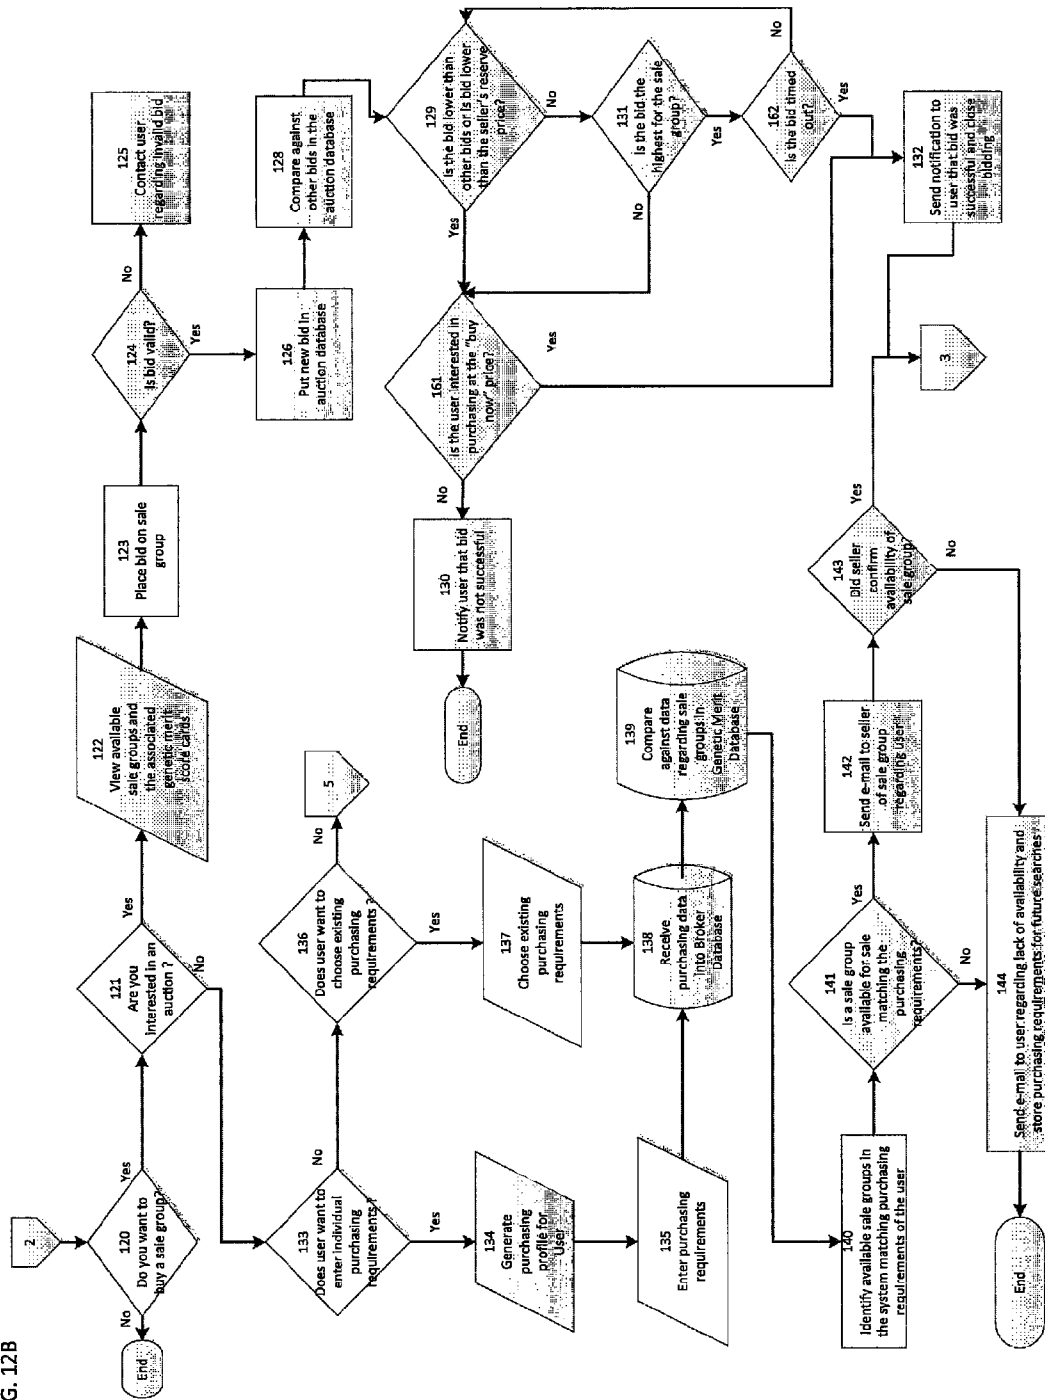 G. 12B
2
120
Do you want to
buy a sale group?
No
End
Yes
121
Are you
interested in an
auction?
Yes
No
122
View available
sale groups and
the associated
genetic merit
score cards
123
Place bid on sale
group
124
Is bid valid?
No
Yes
125
Contact user
regarding invalid bid
126
Put new bid in
auction database
128
Compare against
other bids in the
auction database
129
Is the bid lower than
other bids or is bid lower
than the seller's reserve
price?
Yes
No
131
Is the bid the
highest for the sale
group?
No
Yes
162
Is the bid timed
out?
No
Yes
132
Send notification to
user that bid was
successful and close
bidding
161
Is the user interested in
purchasing at the "buy
now" price?
No
Yes
130
Notify user that bid
was not successful
End
3
133
Does user want to
enter individual
purchasing
requirements ?
No
Yes
136
Does user want to
choose existing
purchasing
requirements ?
No
Yes
5
134
Generate
purchasing
profile for
User
137
Choose existing
purchasing
requirements
135
Enter purchasing
requirements
138
Receive
purchasing data
into Broker
Database
139
Compare
against data
regarding sale
groups in
Genetic Merit
Database
140
Identify available sale groups in
the system matching purchasing
requirements of the user
141
Is a sale group
available for sale
matching the
purchasing
requirements?
Yes
No
142
Send e-mail to seller
of sale group
regarding user
143
Did seller
confirm
availability of
sale group?
Yes
No
144
Send e-mail to user regarding lack of availability and
store purchasing requirements for future searches
End